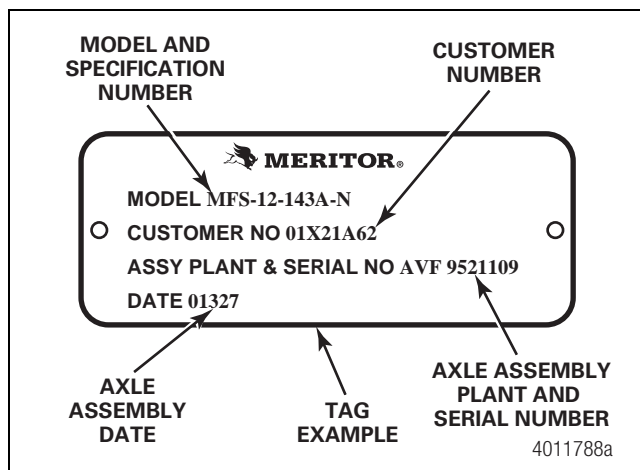 MODEL AND
SPECIFICATION
NUMBER
CUSTOMER
NUMBER
MERITOR®
MODEL MFS-12-143A-N
CUSTOMER NO 01X21A62
ASSY PLANT & SERIAL NO AVF 9521109
DATE 01327
AXLE
ASSEMBLY
DATE
TAG
EXAMPLE
AXLE ASSEMBLY
PLANT AND
SERIAL NUMBER
4011788a